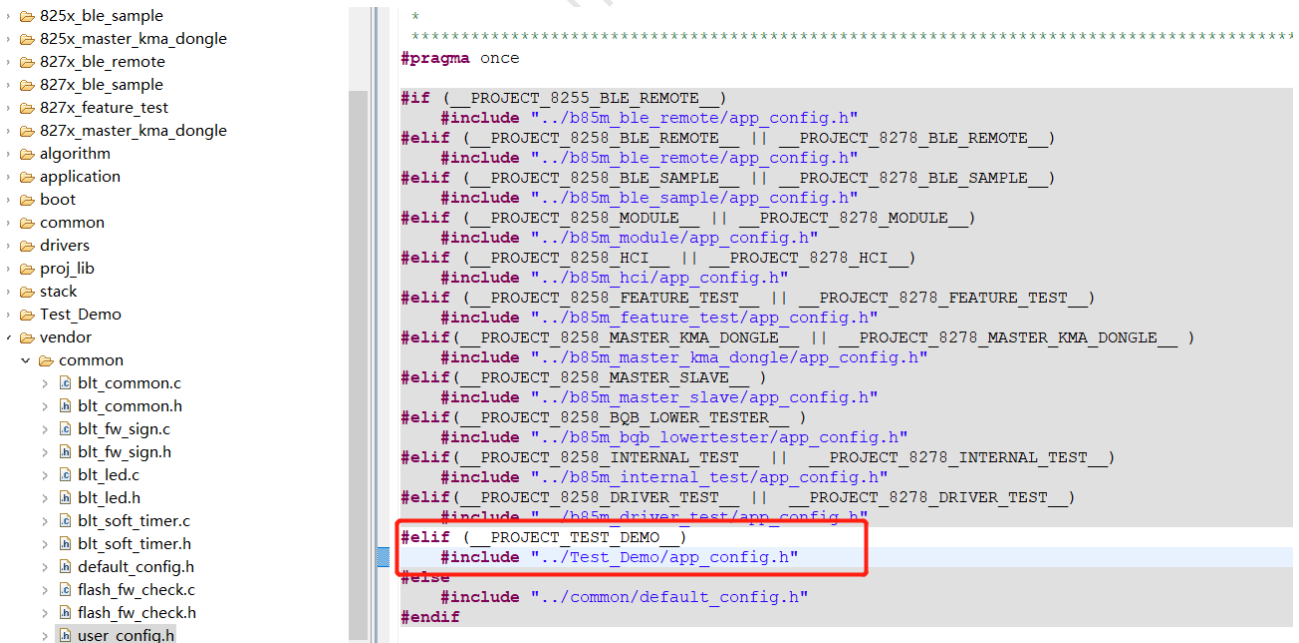 825x_ble_sample
825x_master_kma_dongle
827x_ble_remote
827x_ble_sample
827x_feature_test
827x_master_kma_dongle
algorithm
application
boot
common
drivers
proj_lib
stack
Test_Demo
vendor
common
blt_common.c
blt_common.h
blt_fw_sign.c
blt_fw_sign.h
blt_led.c
blt_led.h
blt_soft_timer.c
blt_soft_timer.h
default_config.h
flash_fw_check.c
flash_fw_check.h
user_config.h
*
******************************************************************************************
#pragma once
#if (__PROJECT_8255_BLE_REMOTE__)
#include "../b85m_ble_remote/app_config.h"
#elif (__PROJECT_8258_BLE_REMOTE__ || __PROJECT_8278_BLE_REMOTE__)
#include "../b85m_ble_remote/app_config.h"
#elif (__PROJECT_8258_BLE_SAMPLE__ || __PROJECT_8278_BLE_SAMPLE__)
#include "../b85m_ble_sample/app_config.h"
#elif (__PROJECT_8258_MODULE__ || __PROJECT_8278_MODULE__)
#include "../b85m_module/app_config.h"
#elif (__PROJECT_8258_HCI__ || __PROJECT_8278_HCI__)
#include "../b85m_hci/app_config.h"
#elif (__PROJECT_8258_FEATURE_TEST__ || __PROJECT_8278_FEATURE_TEST__)
#include "../b85m_feature_test/app_config.h"
#elif(__PROJECT_8258_MASTER_KMA_DONGLE__ || __PROJECT_8278_MASTER_KMA_DONGLE__ )
#include "../b85m_master_kma_dongle/app_config.h"
#elif(__PROJECT_8258_MASTER_SLAVE__ )
#include "../b85m_master_slave/app_config.h"
#elif(__PROJECT_8258_BQB_LOWER_TESTER__ )
#include "../b85m_bqb_lowertester/app_config.h"
#elif(__PROJECT_8258_INTERNAL_TEST__ || __PROJECT_8278_INTERNAL_TEST__)
#include "../b85m_internal_test/app_config.h"
#elif(__PROJECT_8258_DRIVER_TEST__ || __PROJECT_8278_DRIVER_TEST__)
#include "../b85m_driver_test/app_config.h"
#elif (__PROJECT_TEST_DEMO__)
#include "../Test_Demo/app_config.h"
#else
#include "../common/default_config.h"
#endif